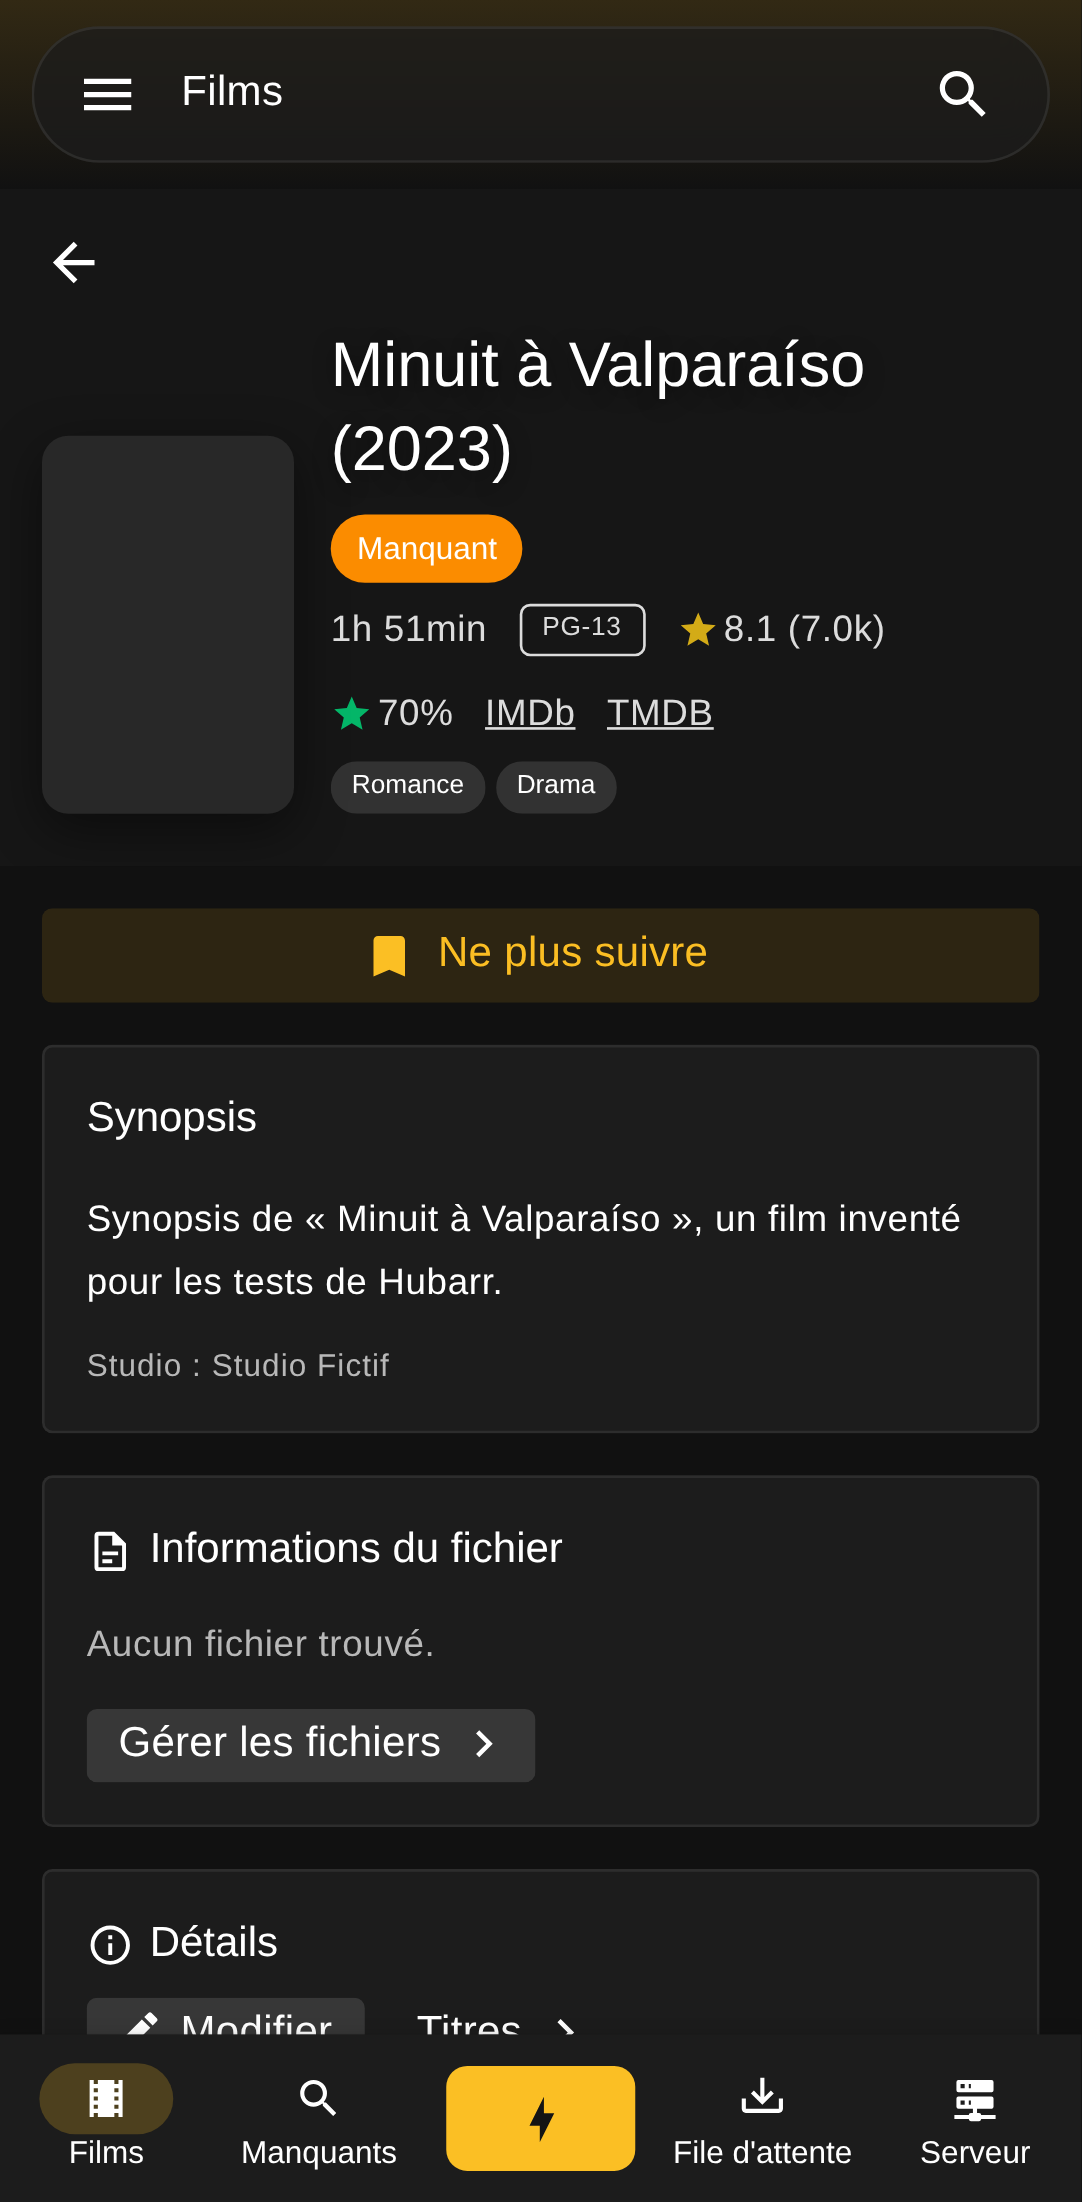 Films
Minuit à Valparaíso
(2023)
Manquant
1h 51min PG-13 8.1 (7.0k)
70% IMDb TMDB
Romance Drama
Ne plus suivre
Synopsis
Synopsis de « Minuit à Valparaíso », un film inventé
pour les tests de Hubarr.
Studio : Studio Fictif
Informations du fichier
Aucun fichier trouvé.
Gérer les fichiers
Détails
Modifier Titres
Films Manquants File d'attente Serveur